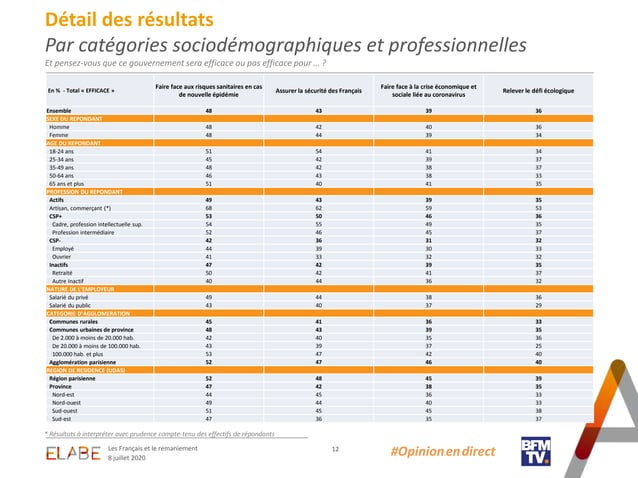 Détail des résultats
Par catégories sociodémographiques et professionnelles
Et pensez-vous que ce gouvernement sera efficace ou pas efficace pour … ?
En % - Total « EFFICACE » Faire face aux risques sanitaires en cas de nouvelle épidémie Assurer la sécurité des Français Faire face à la crise économique et sociale liée au coronavirus Relever le défi écologique
Ensemble 48 43 39 36
SEXE DU REPONDANT
Homme 48 42 40 36
Femme 48 44 39 34
AGE DU REPONDANT
18-24 ans 51 54 41 34
25-34 ans 45 42 39 37
35-49 ans 48 42 38 37
50-64 ans 46 43 38 33
65 ans et plus 51 40 41 35
PROFESSION DU REPONDANT
Actifs 49 43 39 35
Artisan, commerçant (*) 68 62 59 53
CSP+ 53 50 46 36
Cadre, profession intellectuelle sup. 54 55 49 35
Profession intermédiaire 52 46 45 37
CSP- 42 36 31 32
Employé 44 39 30 33
Ouvrier 41 33 32 32
Inactifs 47 42 39 35
Retraité 50 42 41 37
Autre inactif 40 44 36 32
NATURE DE L'EMPLOYEUR
Salarié du privé 49 44 38 36
Salarié du public 43 40 37 29
CATEGORIE D'AGGLOMERATION
Communes rurales 45 41 36 33
Communes urbaines de province 48 43 39 35
De 2.000 à moins de 20.000 hab. 42 40 35 36
De 20.000 à moins de 100.000 hab. 43 39 37 25
100.000 hab. et plus 53 47 42 40
Agglomération parisienne 52 47 46 40
REGION DE RESIDENCE (UDA5)
Région parisienne 52 48 45 39
Province 47 42 38 35
Nord-est 44 45 36 33
Nord-ouest 49 44 40 33
Sud-ouest 51 45 45 38
Sud-est 47 36 35 37
* Résultats à interpréter avec prudence compte-tenu des effectifs de répondants
ELABE
Les Français et le remaniement
8 juillet 2020
12
#Opinionendirect
BFM
TV.